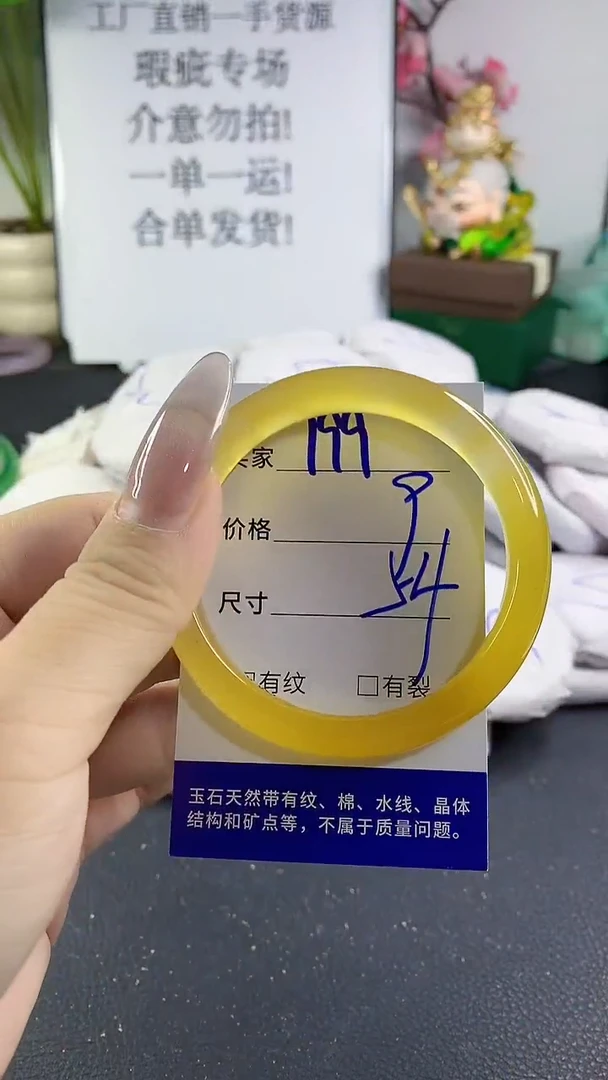 工厂直销一手货源
瑕疵专场
介意勿拍!
一单一运!
合单发货!
家 199
价格
尺寸 54
有纹 □有裂
玉石天然带有纹、棉、水线、晶体
结构和矿点等，不属于质量问题。